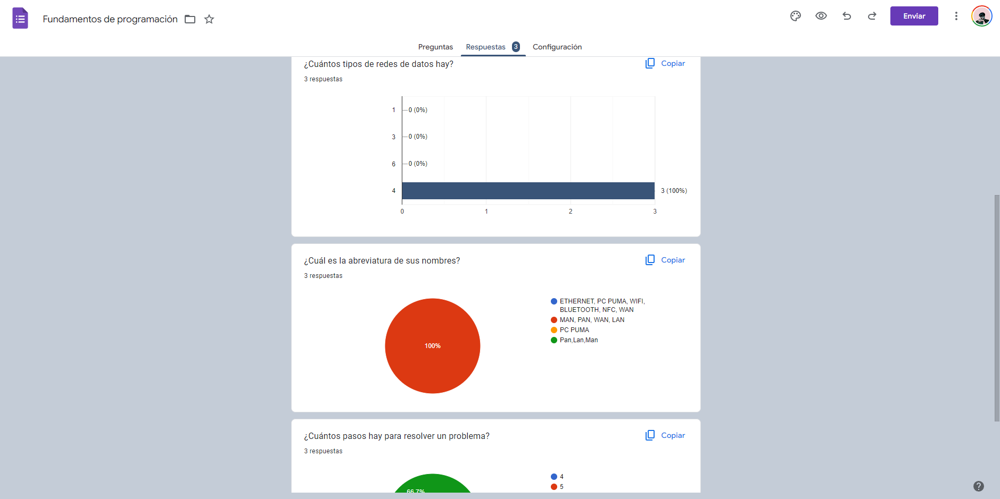 Fundamentos de programación
Enviar
Preguntas
Respuestas 3
Configuración
¿Cuántos tipos de redes de datos hay?
Copiar
3 respuestas
1 0 (0%)
3 0 (0%)
6 0 (0%)
4 3 (100%)
0 1 2 3
¿Cuál es la abreviatura de sus nombres?
Copiar
3 respuestas
100%
ETHERNET, PC PUMA, WIFI,
BLUETOOTH, NFC, WAN
MAN, PAN, WAN, LAN
PC PUMA
Pan,Lan,Man
¿Cuántos pasos hay para resolver un problema?
Copiar
3 respuestas
66.7%
4
5